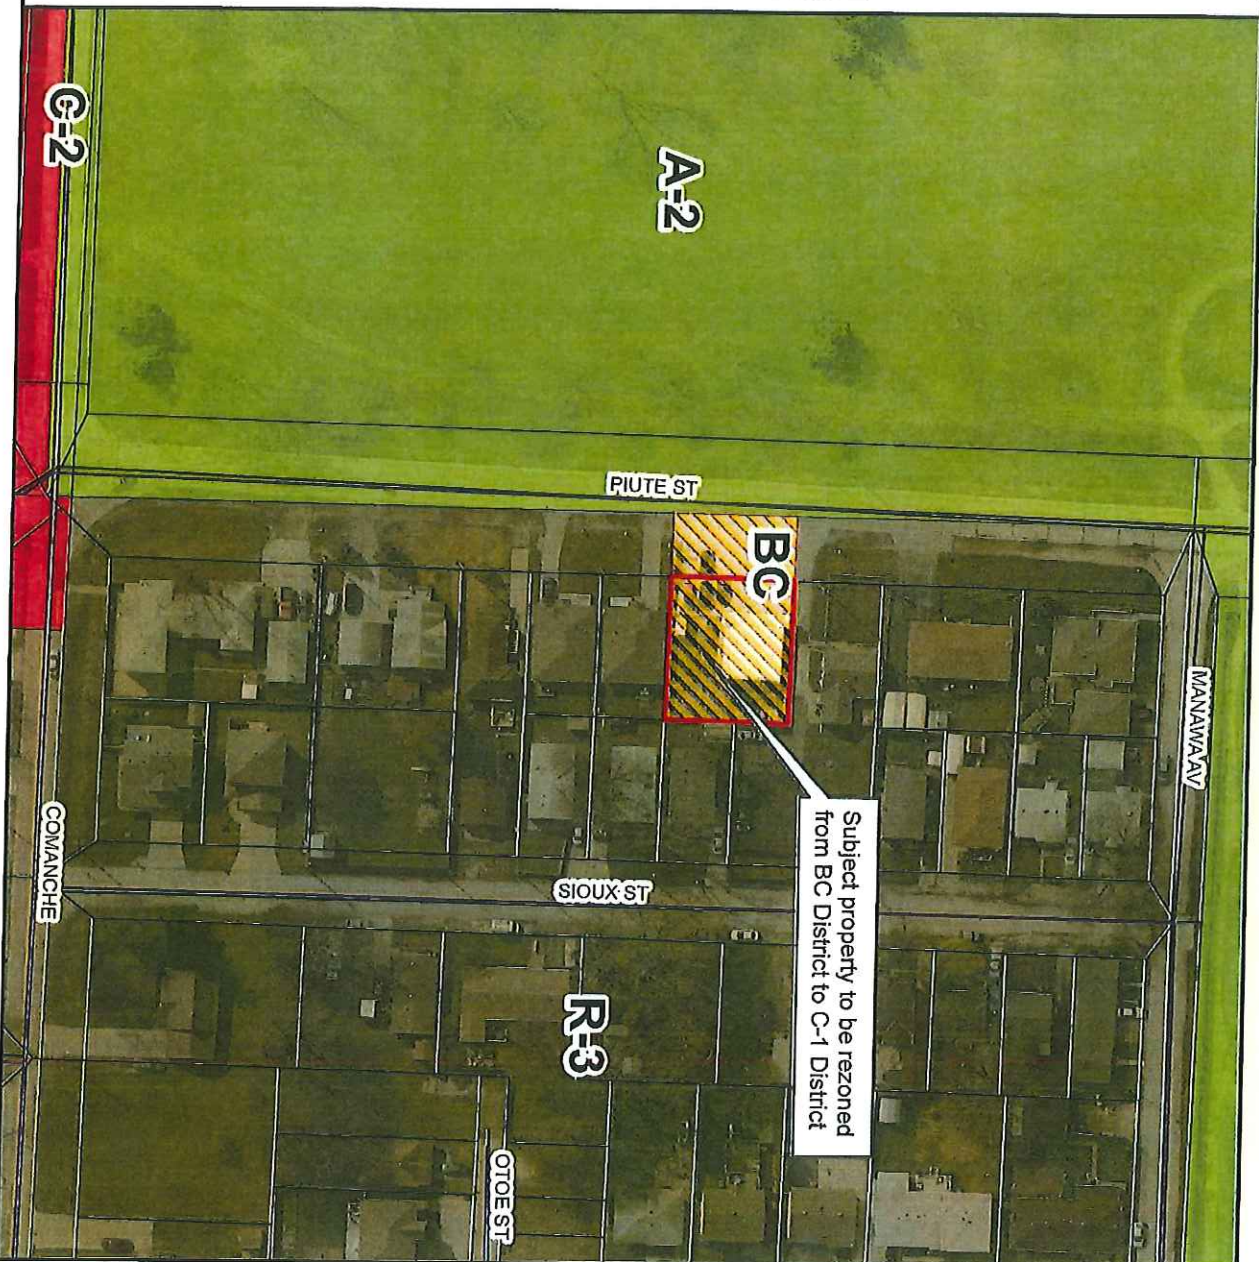 MANAWA AV
A-2
PIUTE ST
BC
Subject property to be rezoned
from BC District to C-1 District
SIOUX ST
R-3
OTOE ST
C-2
COMANCHE